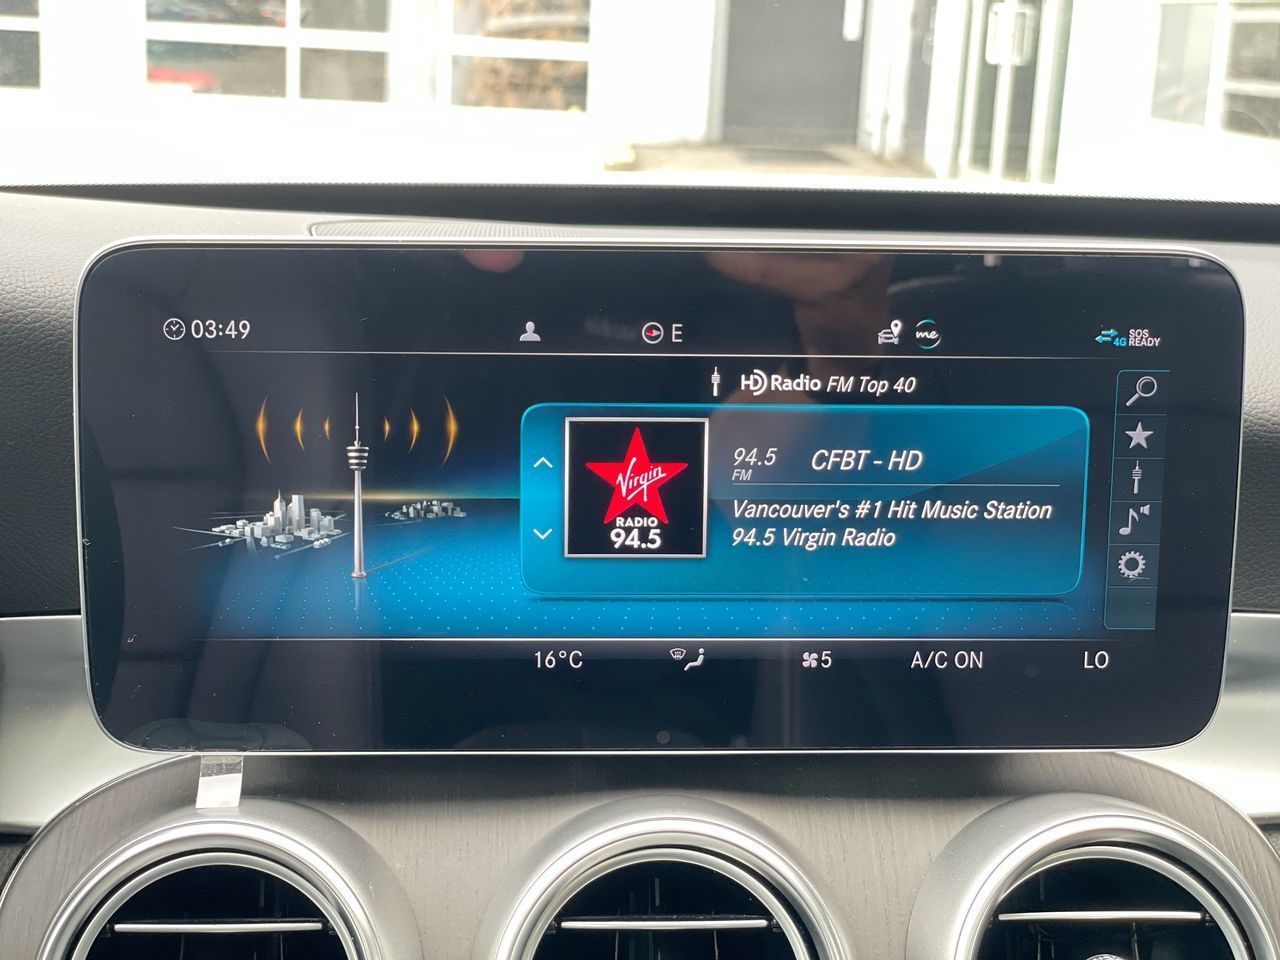 03:49
E
me
4G
SOS
READY
HD Radio FM Top 40
Virgin
RADIO
94.5
94.5
FM
CFBT - HD
Vancouver's #1 Hit Music Station
94.5 Virgin Radio
16°C
5
A/C ON
LO